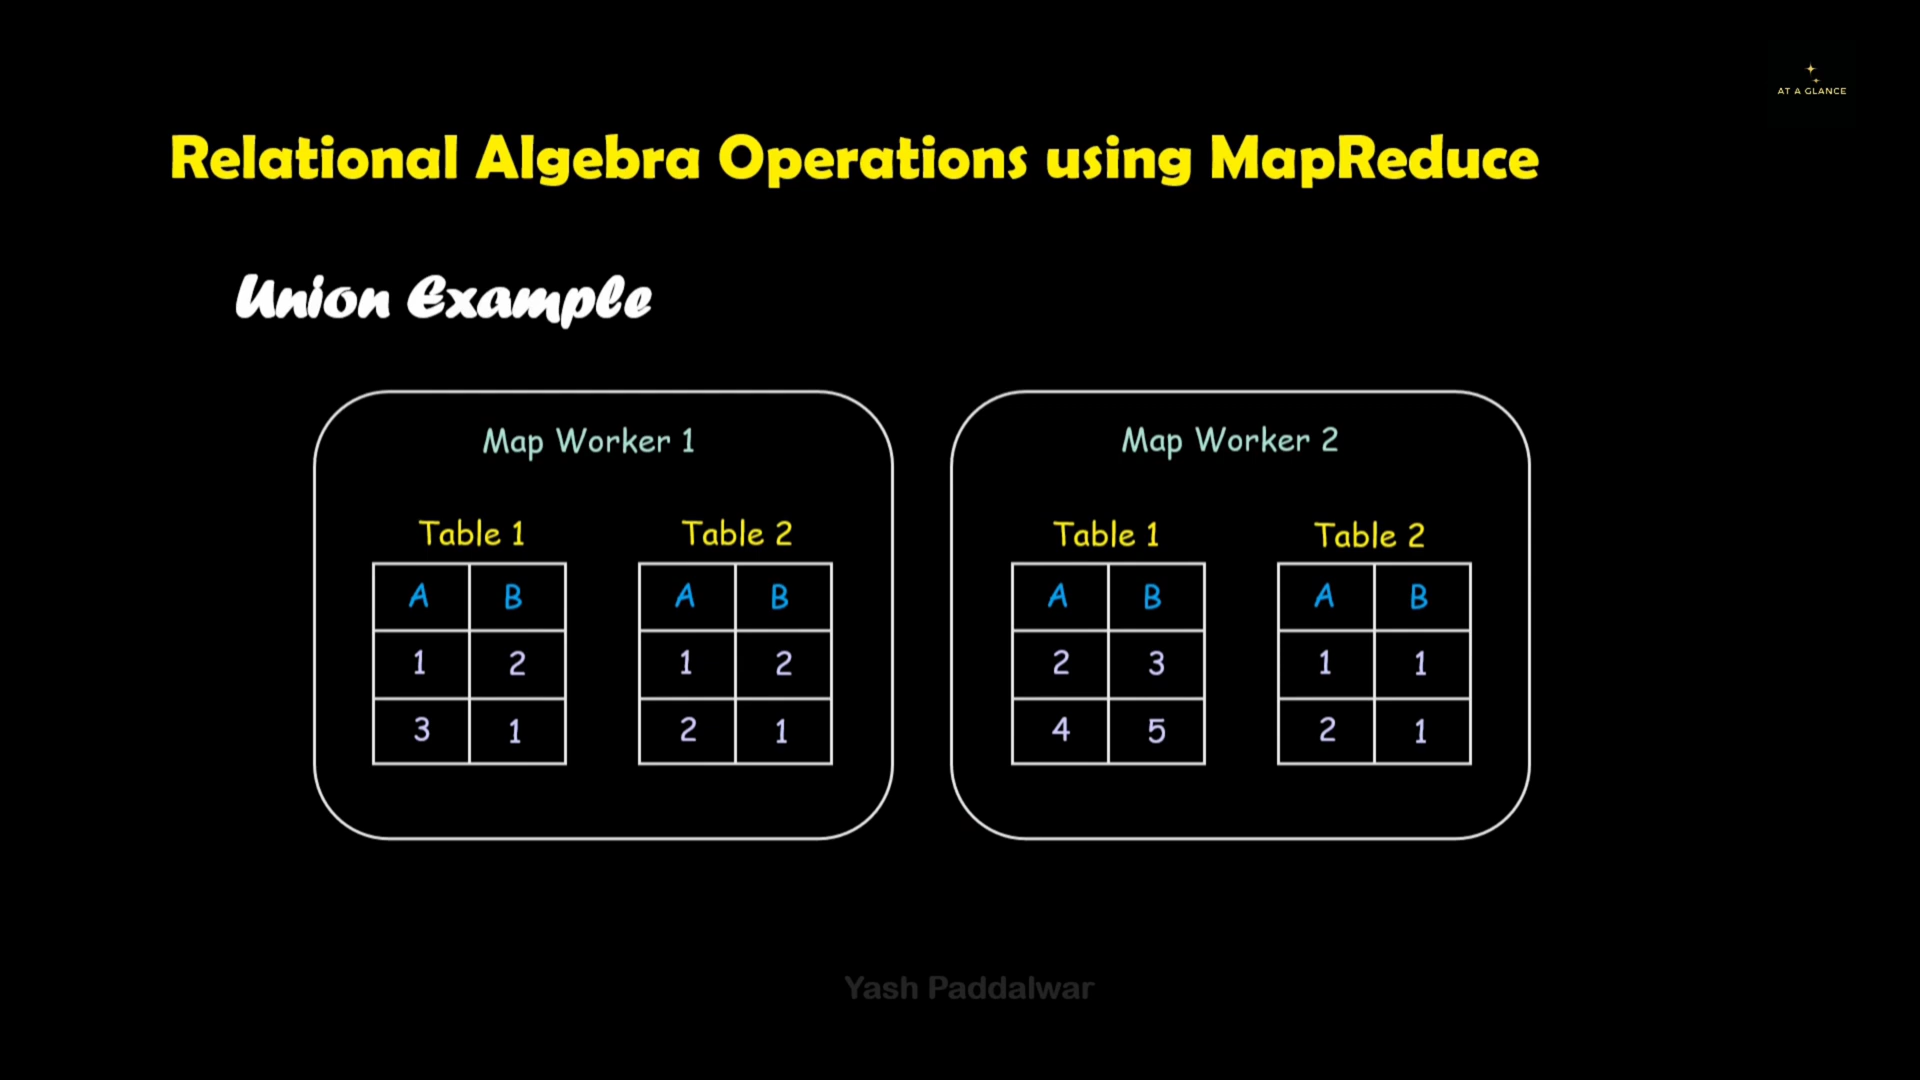 AT A GLANCE
Relational Algebra Operations using MapReduce
Union Example
Map Worker 1
Table 1
A B
1 2
3 1
Table 2
A B
1 2
2 1
Map Worker 2
Table 1
A B
2 3
4 5
Table 2
A B
1 1
2 1
Yash Paddalwar